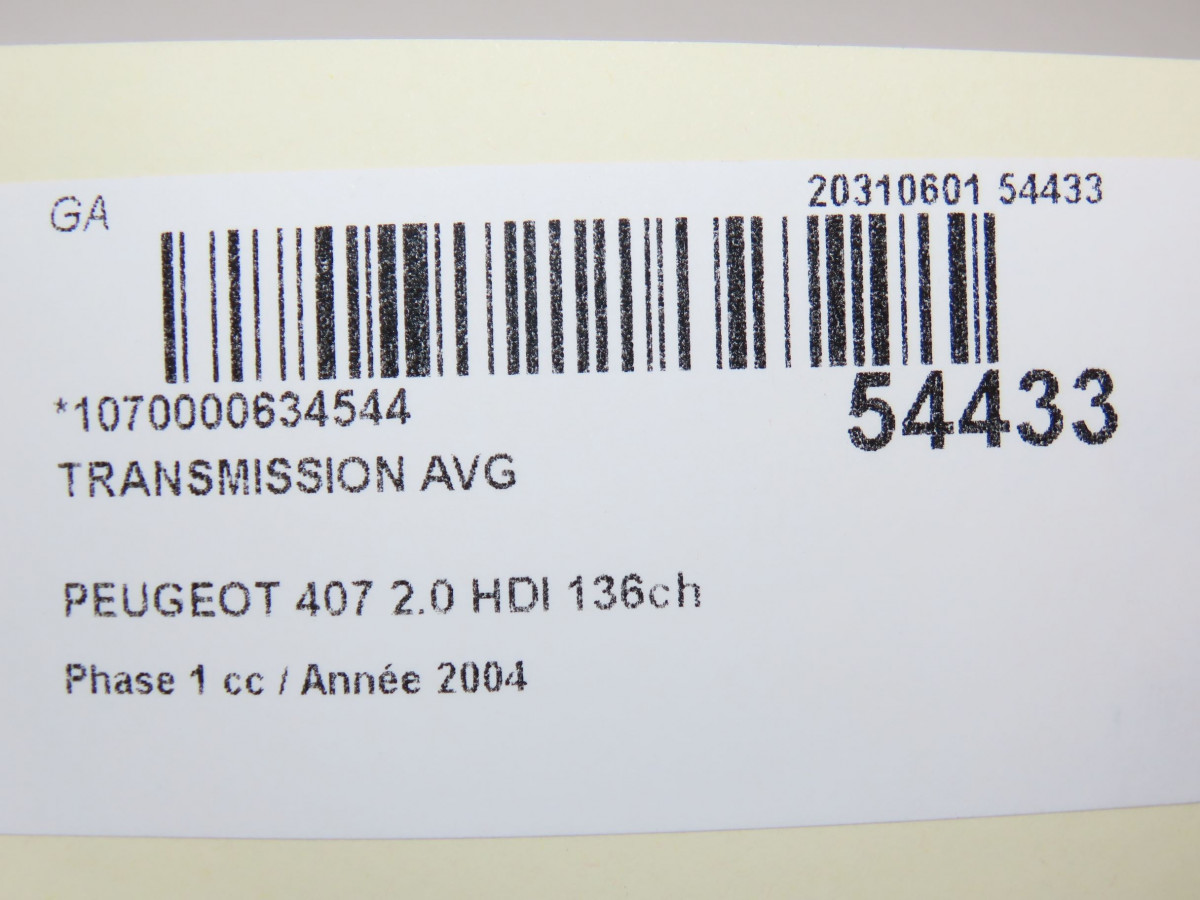 GA
20310601 54433
54433
*1070000634544
TRANSMISSION AVG
PEUGEOT 407 2.0 HDI 136ch
Phase 1 cc / Année 2004